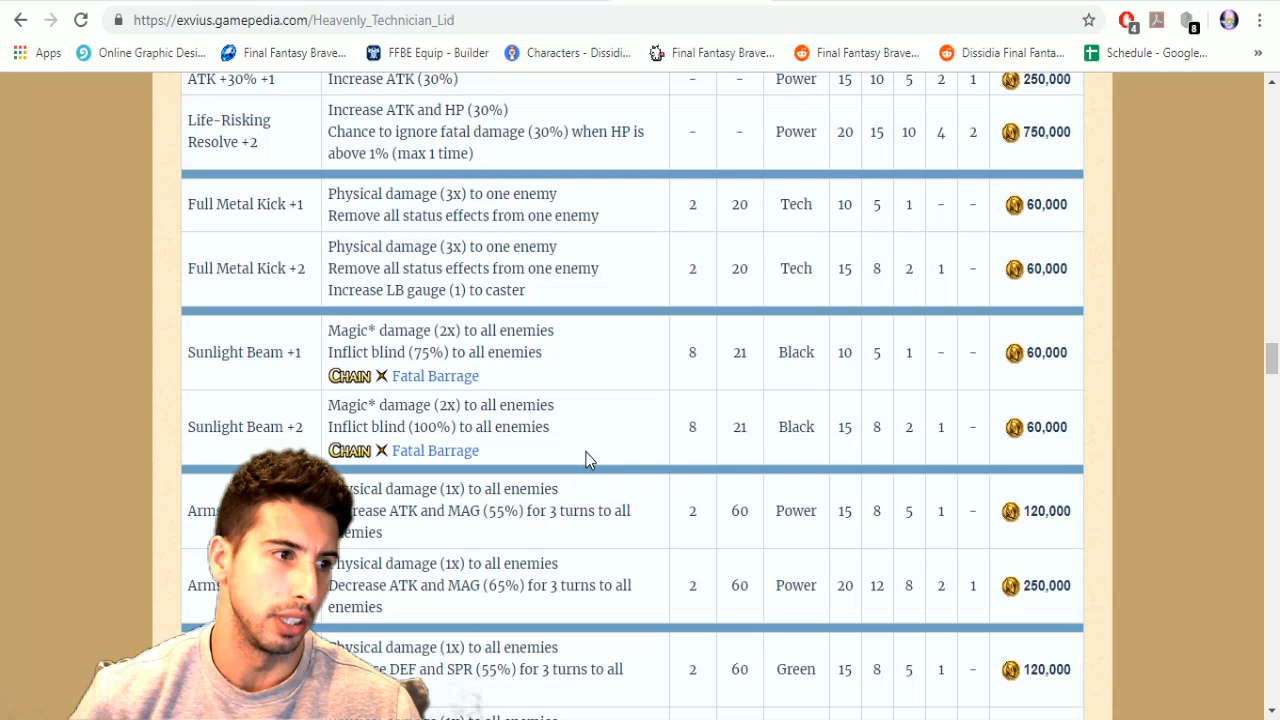 https://exvius.gamepedia.com/Heavenly_Technician_Lid
4
8
Apps
Online Graphic Desi...
Final Fantasy Brave...
FFBE Equip - Builder
Characters - Dissidi...
Final Fantasy Brave...
Final Fantasy Brave...
Dissidia Final Fanta...
Schedule - Google...
»
ATK +30% +1 Increase ATK (30%) - - Power 15 10 5 2 1 250,000
Life-Risking Resolve +2
Increase ATK and HP (30%)
Chance to ignore fatal damage (30%) when HP is
above 1% (max 1 time)
- - Power 20 15 10 4 2 750,000
Full Metal Kick +1
Physical damage (3x) to one enemy
Remove all status effects from one enemy
2 20 Tech 10 5 1 - - 60,000
Full Metal Kick +2
Physical damage (3x) to one enemy
Remove all status effects from one enemy
Increase LB gauge (1) to caster
2 20 Tech 15 8 2 1 - 60,000
Sunlight Beam +1
Magic* damage (2x) to all enemies
Inflict blind (75%) to all enemies
CHAIN Fatal Barrage
8 21 Black 10 5 1 - - 60,000
Sunlight Beam +2
Magic* damage (2x) to all enemies
Inflict blind (100%) to all enemies
CHAIN Fatal Barrage
8 21 Black 15 8 2 1 - 60,000
Arms
damage (1x) to all enemies
ATK and MAG (55%) for 3 turns to all
2 60 Power 15 8 5 1 - 120,000
Arms
damage (1x) to all enemies
Decrease ATK and MAG (65%) for 3 turns to all
enemies
2 60 Power 20 12 8 2 1 250,000
damage (1x) to all enemies
DEF and SPR (55%) for 3 turns to all
2 60 Green 15 8 5 1 - 120,000